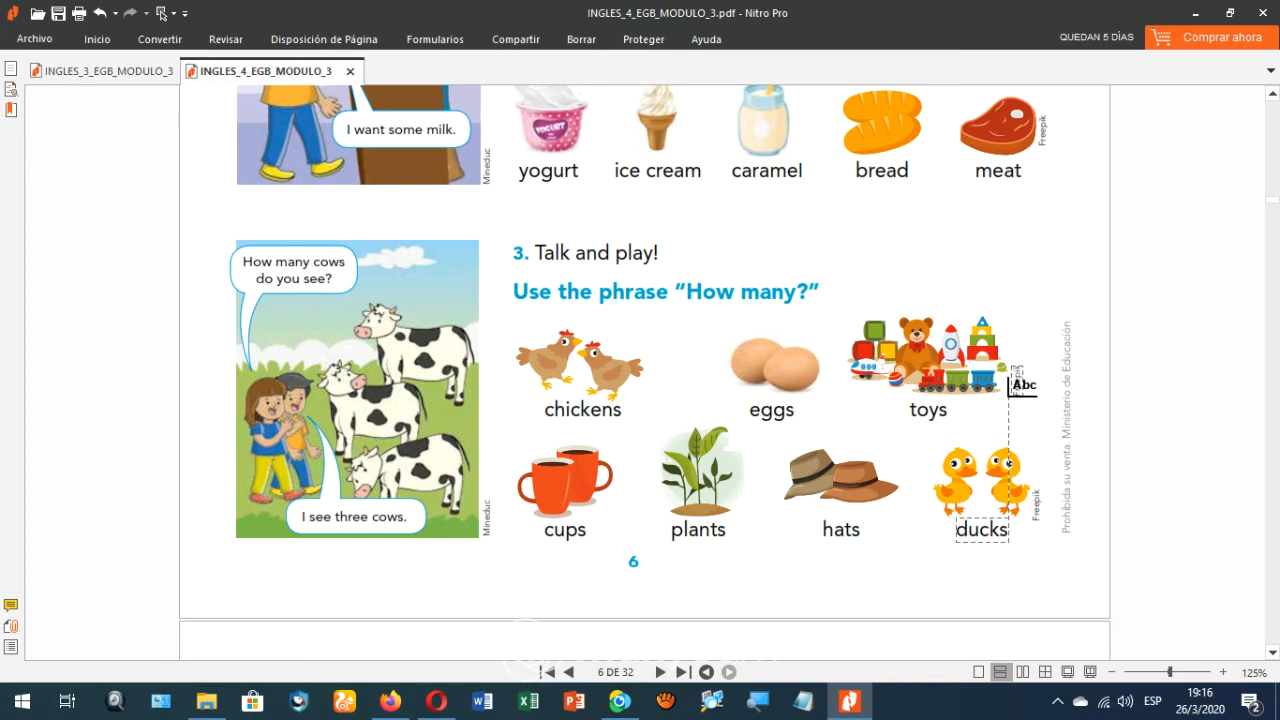 INGLES_4_EGB_MODULO_3.pdf - Nitro Pro
Archivo Inicio Convertir Revisar Disposición de Página Formularios Compartir Borrar Proteger Ayuda
QUEDAN 5 DÍAS Comprar ahora
INGLES_3_EGB_MODULO_3 INGLES_4_EGB_MODULO_3
I want some milk.
Mineduc
YOGURT
Freepik
yogurt ice cream caramel bread meat
How many cows
do you see?
I see three cows.
Mineduc
3. Talk and play!
Use the phrase “How many?”
chickens eggs toys
Abc
cups plants hats ducks
Freepik
Prohibida su venta. Ministerio de Educación
6
6 DE 32
125%
ESP
19:16
26/3/2020
2